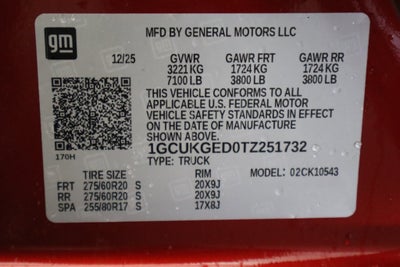 gm
MFD BY GENERAL MOTORS LLC
12/25 GVWR GAWR FRT GAWR RR
3221 KG 1724 KG 1724 KG
7100 LB 3800 LB 3800 LB
THIS VEHICLE CONFORMS TO ALL
APPLICABLE U.S. FEDERAL MOTOR
VEHICLE SAFETY STANDARDS IN EFFECT
ON THE DATE OF MANUFACTURE
SHOWN ABOVE.
170H
1GCUKGED0TZ251732
TYPE: TRUCK MODEL: 02CK10543
TIRE SIZE RIM
FRT 275/60R20 S 20X9J
RR 275/60R20 S 20X9J
SPA 255/80R17 S 17X8J